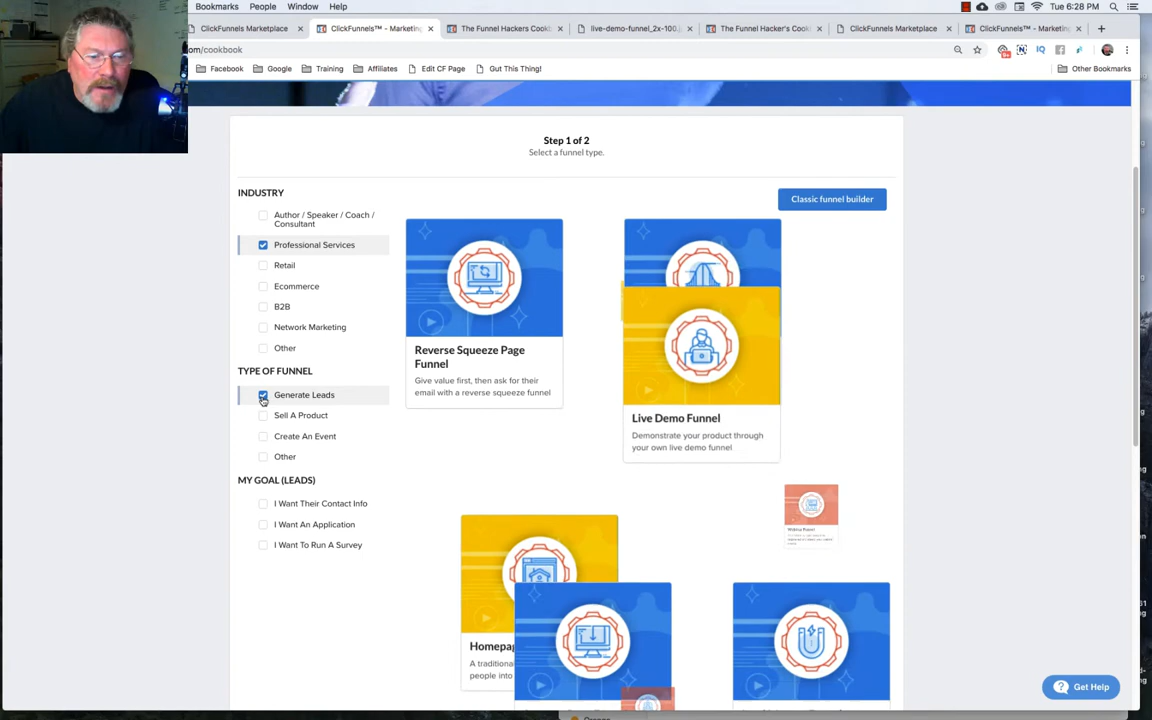 Bookmarks People Window Help
Tue 6:28 PM
ClickFunnels Marketplace
ClickFunnels™ - Marketing
The Funnel Hackers Cookb
live-demo-funnel_2x-100.j
The Funnel Hacker's Cookl
ClickFunnels Marketplace
ClickFunnels™ - Marketing
om/cookbook
Facebook Google Training Affiliates Edit CF Page Gut This Thing! Other Bookmarks
Step 1 of 2
Select a funnel type.
INDUSTRY
Classic funnel builder
Author / Speaker / Coach /
Consultant
Professional Services
Retail
Ecommerce
B2B
Network Marketing
Other
TYPE OF FUNNEL
Generate Leads
Sell A Product
Create An Event
Other
MY GOAL (LEADS)
I Want Their Contact Info
I Want An Application
I Want To Run A Survey
Reverse Squeeze Page
Funnel
Give value first, then ask for their
email with a reverse squeeze funnel
Live Demo Funnel
Demonstrate your product through
your own live demo funnel
Homepag
A traditiona
people into
Get Help